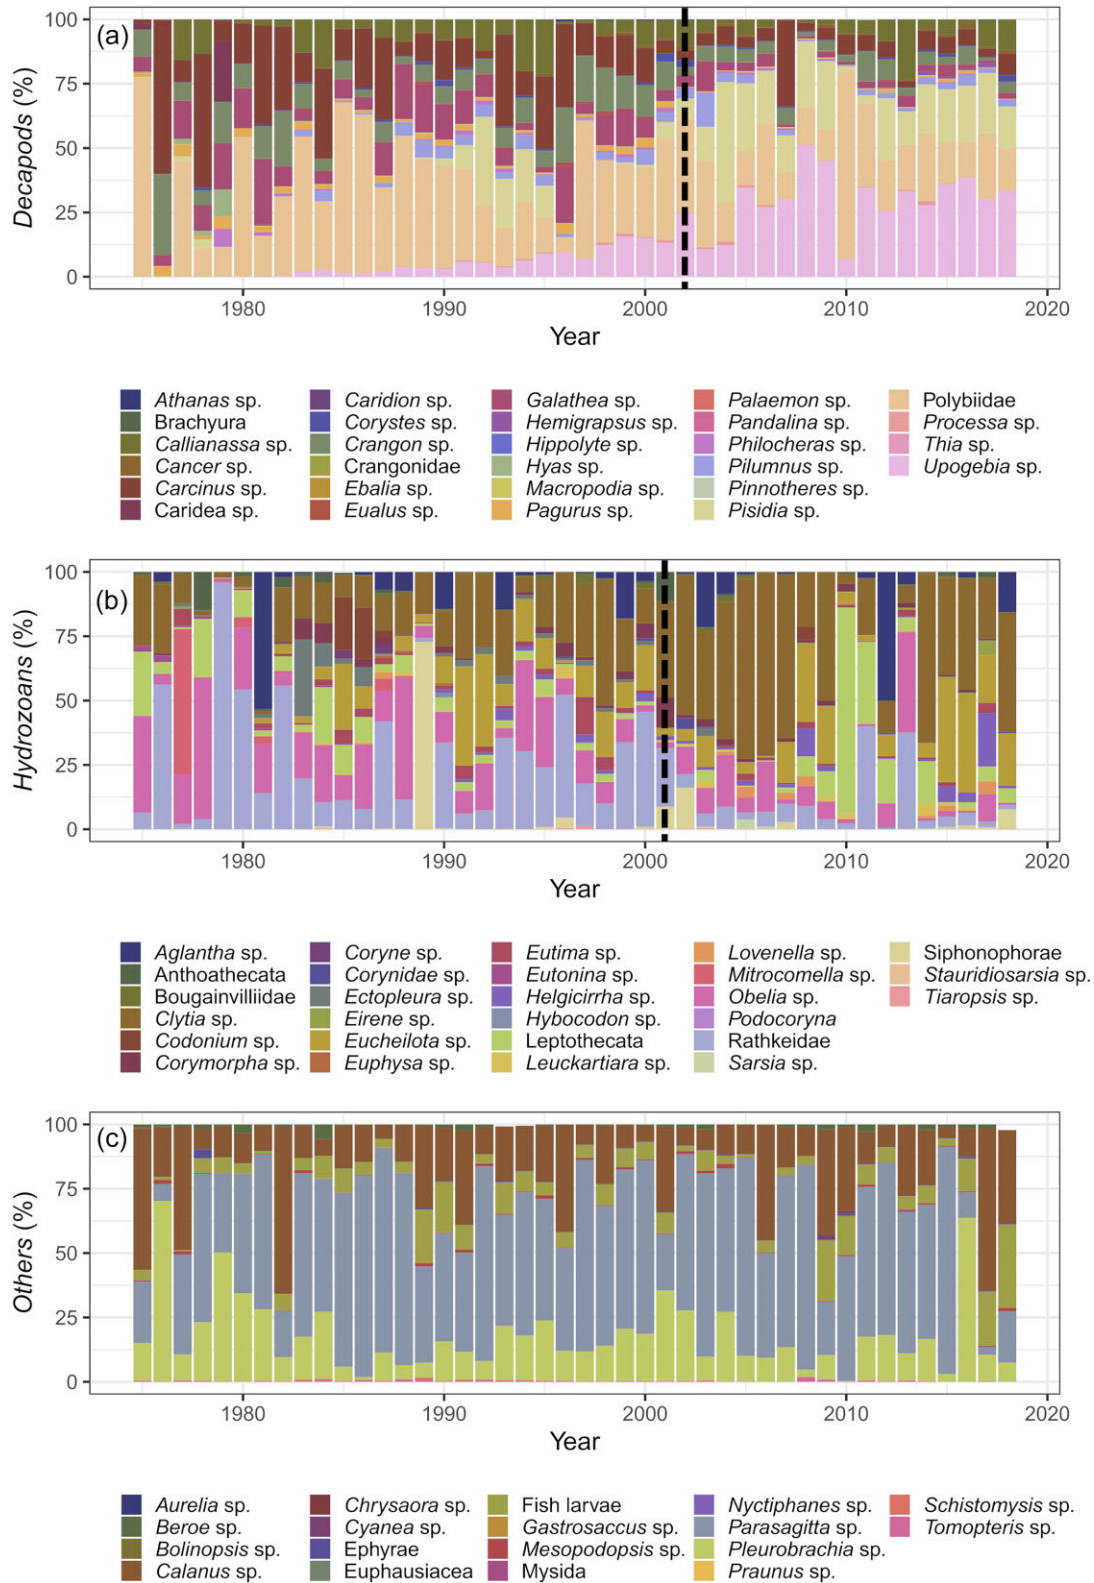 (a)
Decapods (%)
100
75
50
25
0
1980
1990
2000
2010
2020
Year
Athanas sp.
Brachyura
Callianassa sp.
Cancer sp.
Carcinus sp.
Caridea sp.
Caridion sp.
Corystes sp.
Crangon sp.
Crangonidae
Ebalia sp.
Eualus sp.
Galathea sp.
Hemigrapsus sp.
Hippolyte sp.
Hyas sp.
Macropodia sp.
Pagurus sp.
Palaemon sp.
Pandalina sp.
Philocheras sp.
Pilumnus sp.
Pinnotheres sp.
Pisidia sp.
Polybiidae
Processa sp.
Thia sp.
Upogebia sp.
(b)
Hydrozoans (%)
100
75
50
25
0
1980
1990
2000
2010
2020
Year
Aglantha sp.
Anthoathecata
Bougainvilliidae
Clytia sp.
Codonium sp.
Corymorpha sp.
Coryne sp.
Corynidae sp.
Ectopleura sp.
Eirene sp.
Eucheilota sp.
Euphysa sp.
Eutima sp.
Eutonina sp.
Helgicirrha sp.
Hybocodon sp.
Leptothecata
Leuckartiara sp.
Lovenella sp.
Mitrocomella sp.
Obelia sp.
Podocoryna
Rathkeidae
Sarsia sp.
Siphonophorae
Stauridiosarsia sp.
Tiaropsis sp.
(c)
Others (%)
100
75
50
25
0
1980
1990
2000
2010
2020
Year
Aurelia sp.
Beroe sp.
Bolinopsis sp.
Calanus sp.
Chrysaora sp.
Cyanea sp.
Ephyrae
Euphausiacea
Fish larvae
Gastrosaccus sp.
Mesopodopsis sp.
Mysida
Nyctiphanes sp.
Parasagitta sp.
Pleurobrachia sp.
Praunus sp.
Schistomysis sp.
Tomopteris sp.